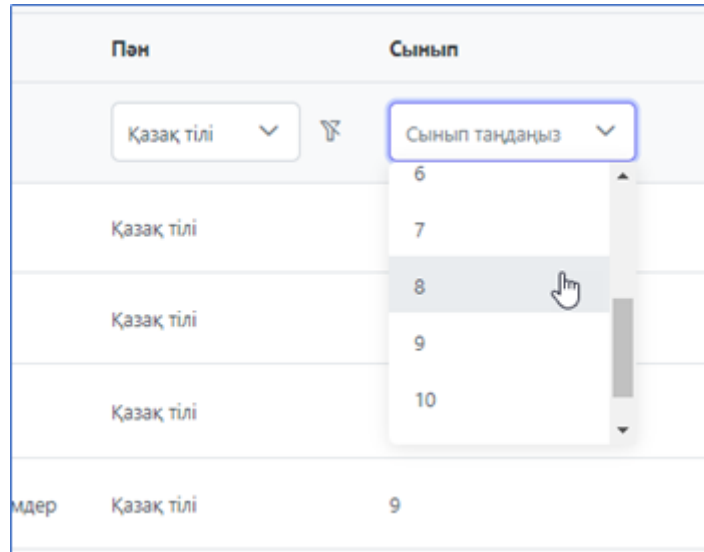 Пән Сынып
Қазақ тілі Сынып таңдаңыз
6
Қазақ тілі 7
8
Қазақ тілі
9
Қазақ тілі 10
мдер Қазақ тілі 9